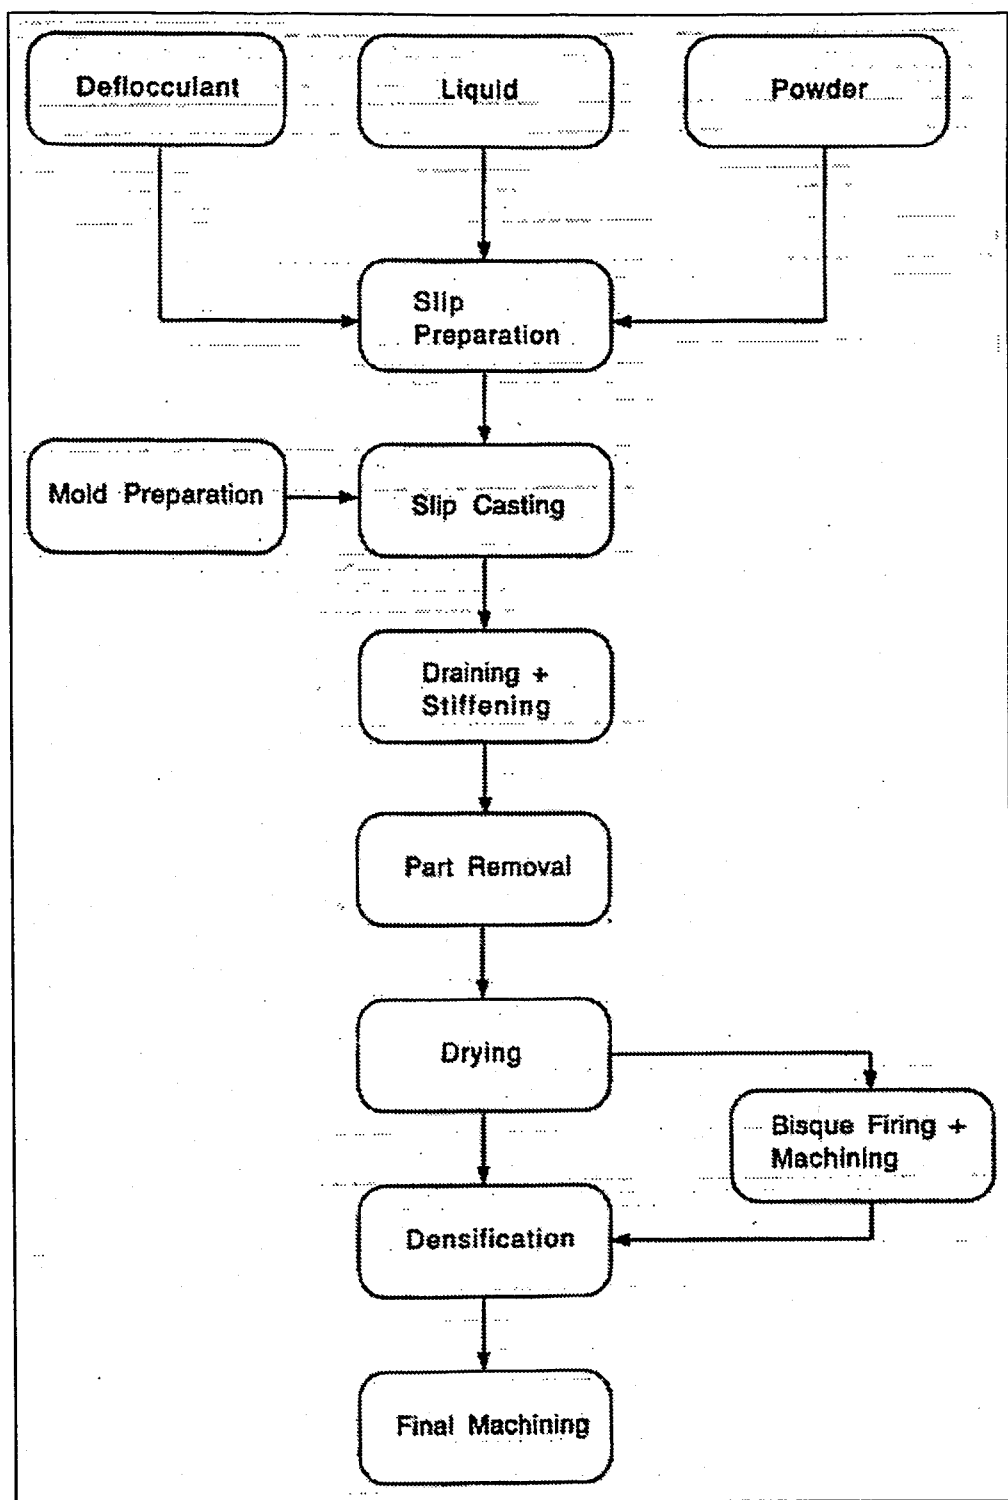 Deflocculant
Liquid
Powder
Slip
Preparation
Mold Preparation
Slip Casting
Draining +
Stiffening
Part Removal
Drying
Bisque Firing +
Machining
Densification
Final Machining